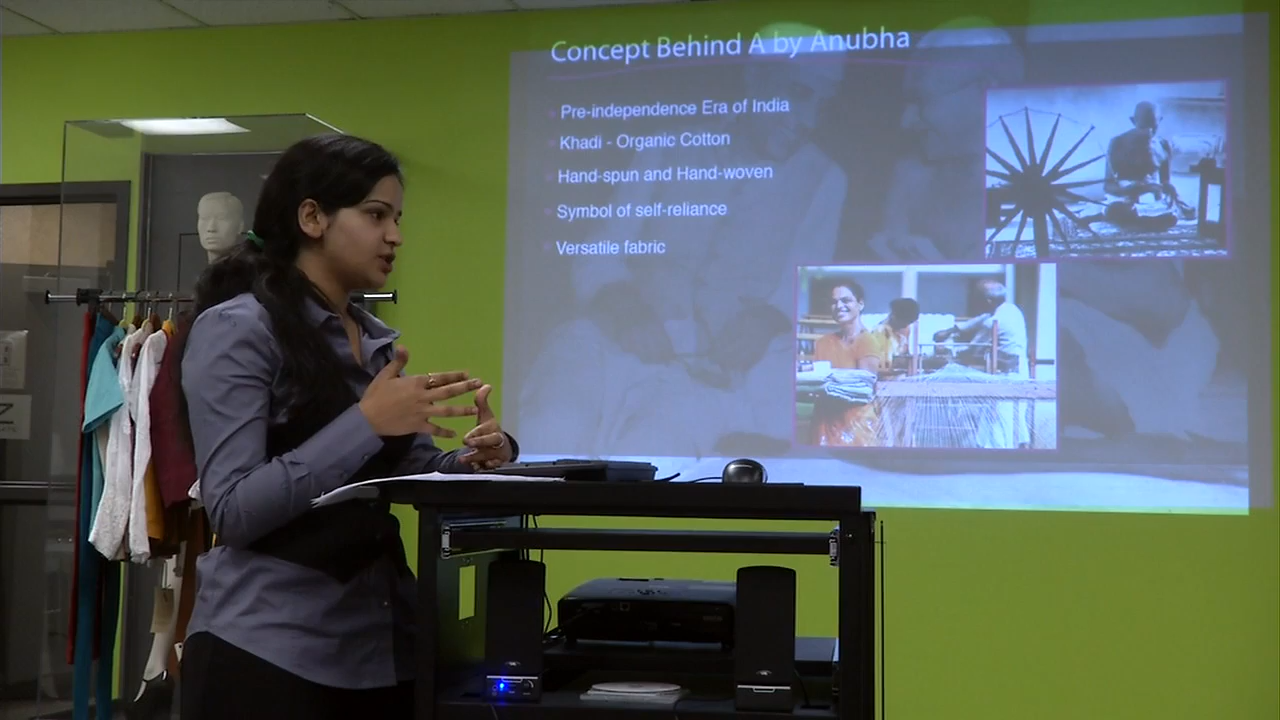 Concept Behind A by Anubha
Pre-independence Era of India
Khadi - Organic Cotton
Hand-spun and Hand-woven
Symbol of self-reliance
Versatile fabric